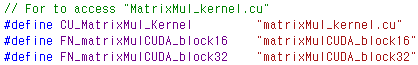 // For to access "MatrixMul_kernel.cu"
#define CU_MatrixMul_Kernel "matrixMul_kernel.cu"
#define FN_matrixMulCUDA_block16 "matrixMulCUDA_block16"
#define FN_matrixMulCUDA_block32 "matrixMulCUDA_block32"